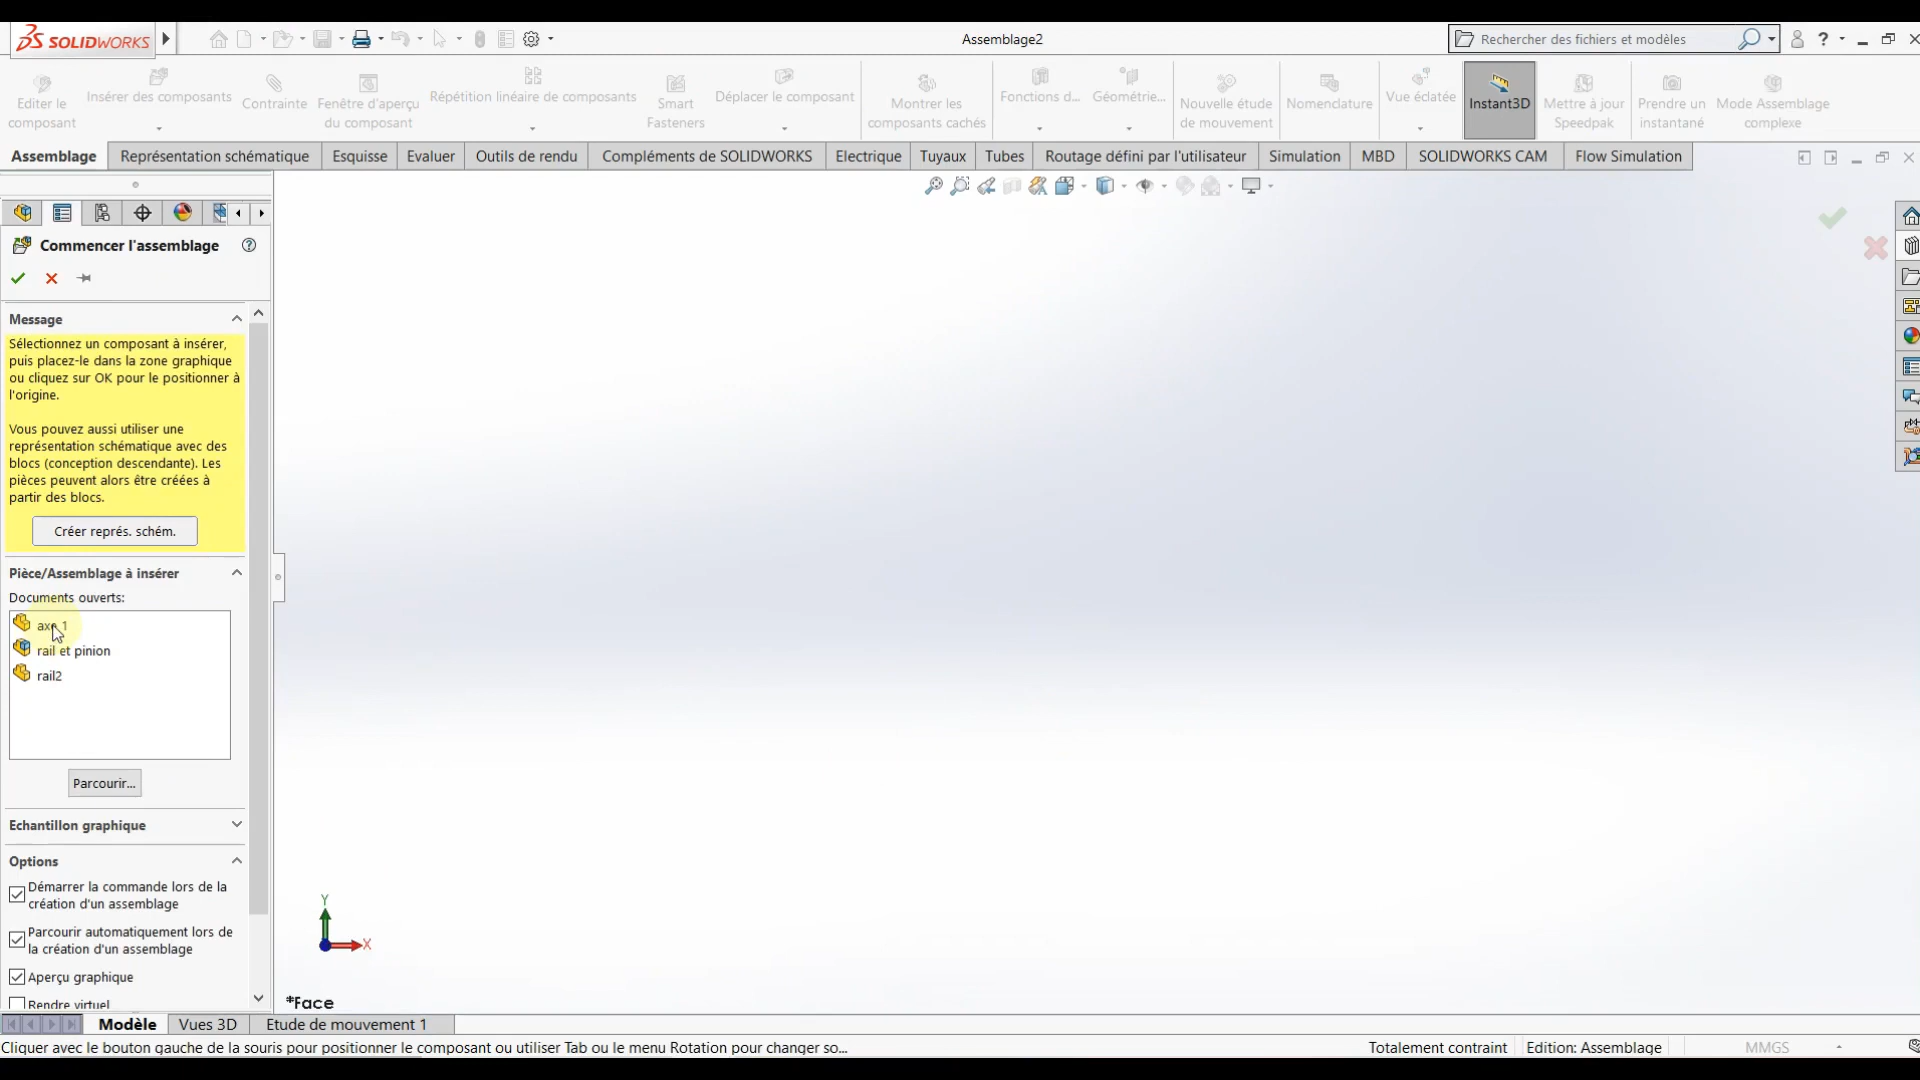 SOLIDWORKS
Assemblage2
Rechercher des fichiers et modèles
?
Editer le
composant
Insérer des composants
Contrainte
Fenêtre d'aperçu
du composant
Répétition linéaire de composants
Smart
Fasteners
Déplacer le composant
Montrer les
composants cachés
Fonctions d...
Géométrie...
Nouvelle étude
de mouvement
Nomenclature
Vue éclatée
Instant3D
Mettre à jour
Speedpak
Prendre un
instantané
Mode Assemblage
complexe
Assemblage
Représentation schématique
Esquisse
Evaluer
Outils de rendu
Compléments de SOLIDWORKS
Electrique
Tuyaux
Tubes
Routage défini par l'utilisateur
Simulation
MBD
SOLIDWORKS CAM
Flow Simulation
Commencer l'assemblage
?
Message
Sélectionnez un composant à insérer,
puis placez-le dans la zone graphique
ou cliquez sur OK pour le positionner à
l'origine.
Vous pouvez aussi utiliser une
représentation schématique avec des
blocs (conception descendante). Les
pièces peuvent alors être créées à
partir des blocs.
Créer représ. schém.
Pièce/Assemblage à insérer
Documents ouverts:
axe 1
rail et pinion
rail2
Parcourir...
Echantillon graphique
Options
Démarrer la commande lors de la
création d'un assemblage
Parcourir automatiquement lors de
la création d'un assemblage
Aperçu graphique
Rendre virtuel
Y
X
*Face
Modèle
Vues 3D
Etude de mouvement 1
Cliquer avec le bouton gauche de la souris pour positionner le composant ou utiliser Tab ou le menu Rotation pour changer so...
Totalement contraint
Edition: Assemblage
MMGS